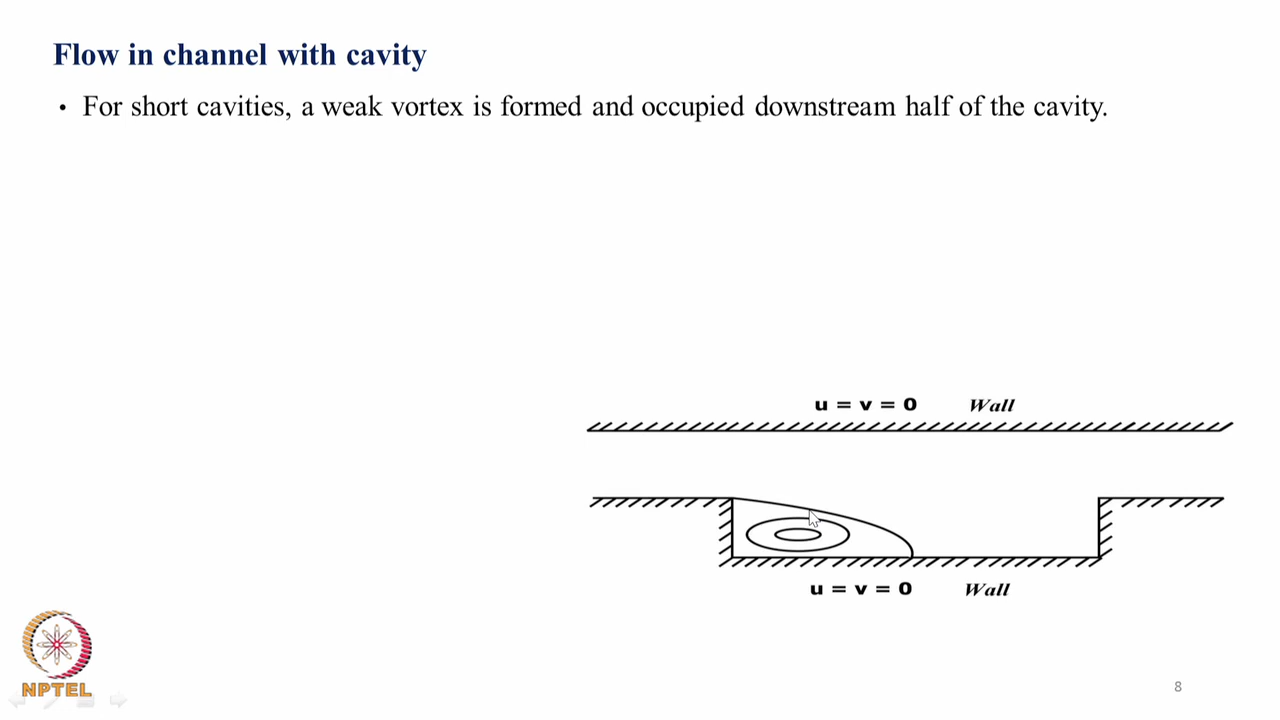 Flow in channel with cavity
• For short cavities, a weak vortex is formed and occupied downstream half of the cavity.
u = v = 0 Wall
u = v = 0 Wall
NPTEL
8